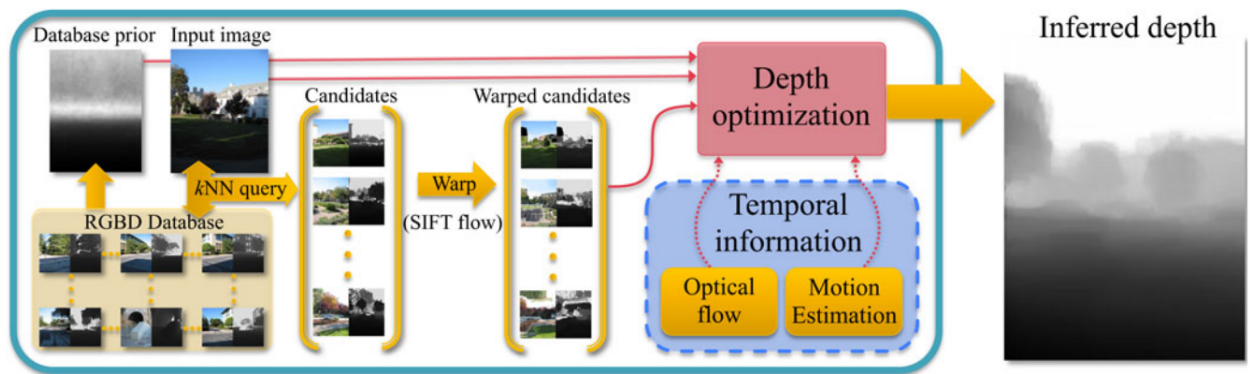 Database prior
Input image
Candidates
Warped candidates
Depth
optimization
Inferred depth
kNN query
Warp
(SIFT flow)
RGBD Database
Temporal
information
Optical
flow
Motion
Estimation